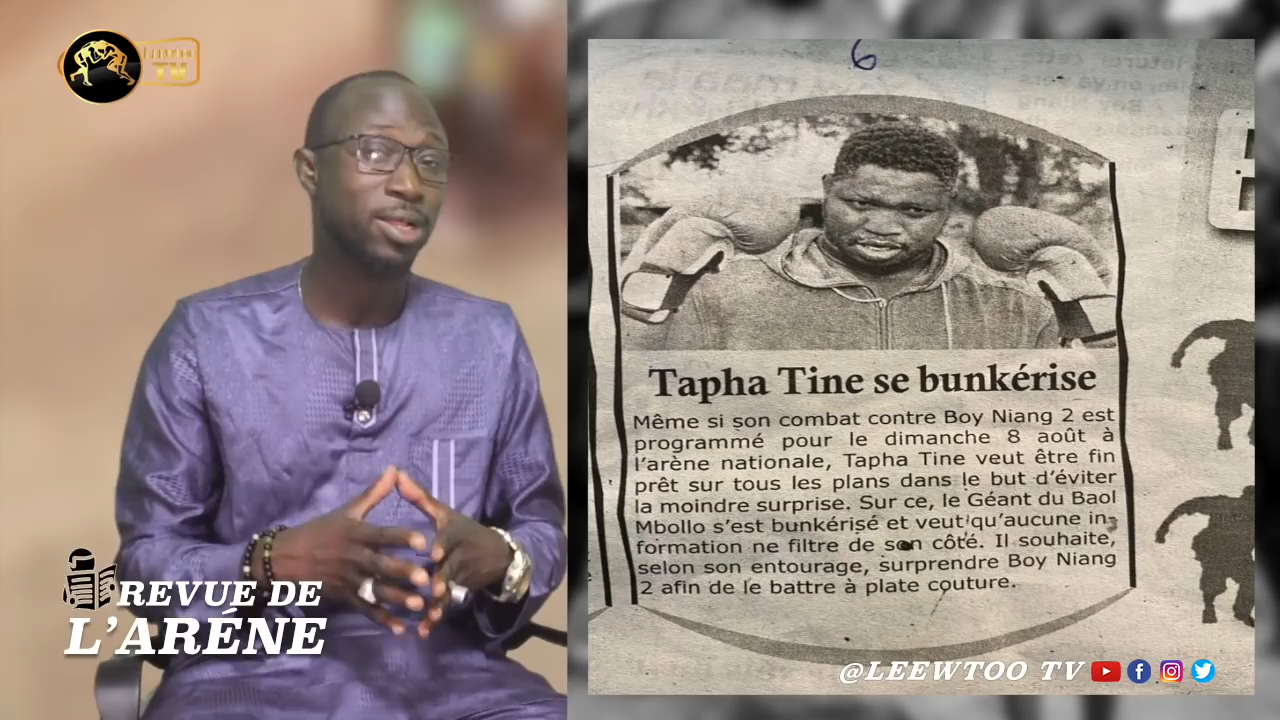 TV
REVUE DE
L'ARÉNE
6
Tapha Tine se bunkérise
Même si son combat contre Boy Niang 2 est
programmé pour le dimanche 8 août à
l'arène nationale, Tapha Tine veut être fin
prêt sur tous les plans dans le but d'éviter
la moindre surprise. Sur ce, le Géant du Baol
Mbollo s'est bunkérisé et veut qu'aucune in-
formation ne filtre de son côté. Il souhaite,
selon son entourage, surprendre Boy Niang
2 afin de le battre à plate couture.
@LEEWTOO TV